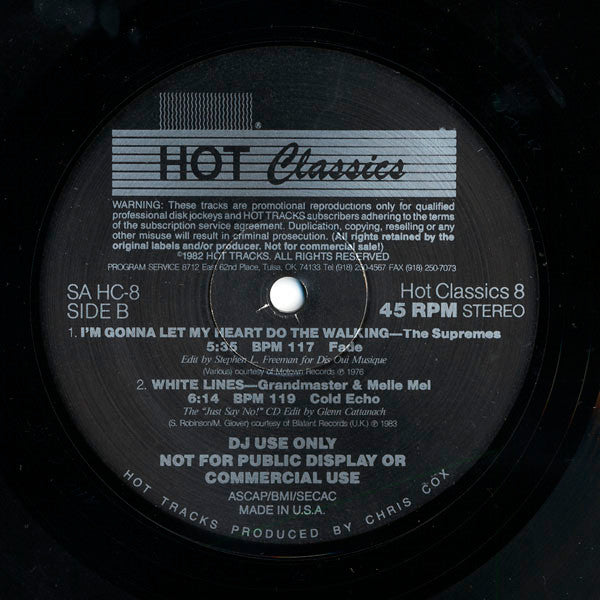 ®
HOT Classics
WARNING: These tracks are promotional reproductions only for qualified
professional disk jockeys and HOT TRACKS subscribers adhering to the terms
of the subscription service agreement. Duplication, copying, reselling or any
other misuse will result in criminal prosecution. (All rights retained by the
original labels and/or producer. Not for commercial sale!)
©1982 HOT TRACKS. ALL RIGHTS RESERVED
PROGRAM SERVICE 8712 East 62nd Place, Tulsa, OK 74133 Tel (918) 250-4567 FAX (918) 250-7073
SA HC-8
SIDE B
Hot Classics 8
45 RPM STEREO
1. I'M GONNA LET MY HEART DO THE WALKING—The Supremes
5:35 BPM 117 Fade
Edit by Stephen L. Freeman for Dis Oui Musique
(Various) courtesy of Motown Records Ⓟ 1976
2. WHITE LINES—Grandmaster & Melle Mel
6:14 BPM 119 Cold Echo
The "Just Say No!" CD Edit by Glenn Cattanach
(S. Robinson/M. Glover) courtesy of Blatant Records (U.K.) Ⓟ 1983
DJ USE ONLY
NOT FOR PUBLIC DISPLAY OR
COMMERCIAL USE
ASCAP/BMI/SECAC
MADE IN U.S.A.
HOT TRACKS PRODUCED BY CHRIS COX